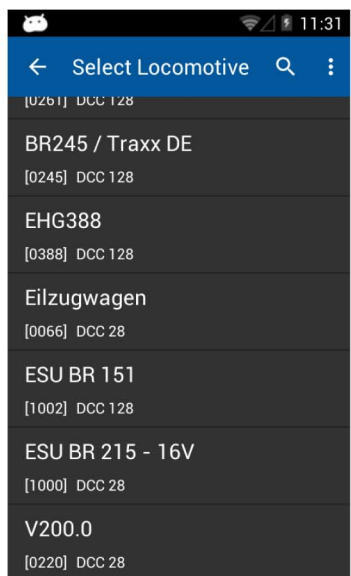 11:31
Select Locomotive
[0261] DCC 128
BR245 / Traxx DE
[0245] DCC 128
EHG388
[0388] DCC 128
Eilzugwagen
[0066] DCC 28
ESU BR 151
[1002] DCC 128
ESU BR 215 - 16V
[1000] DCC 28
V200.0
[0220] DCC 28